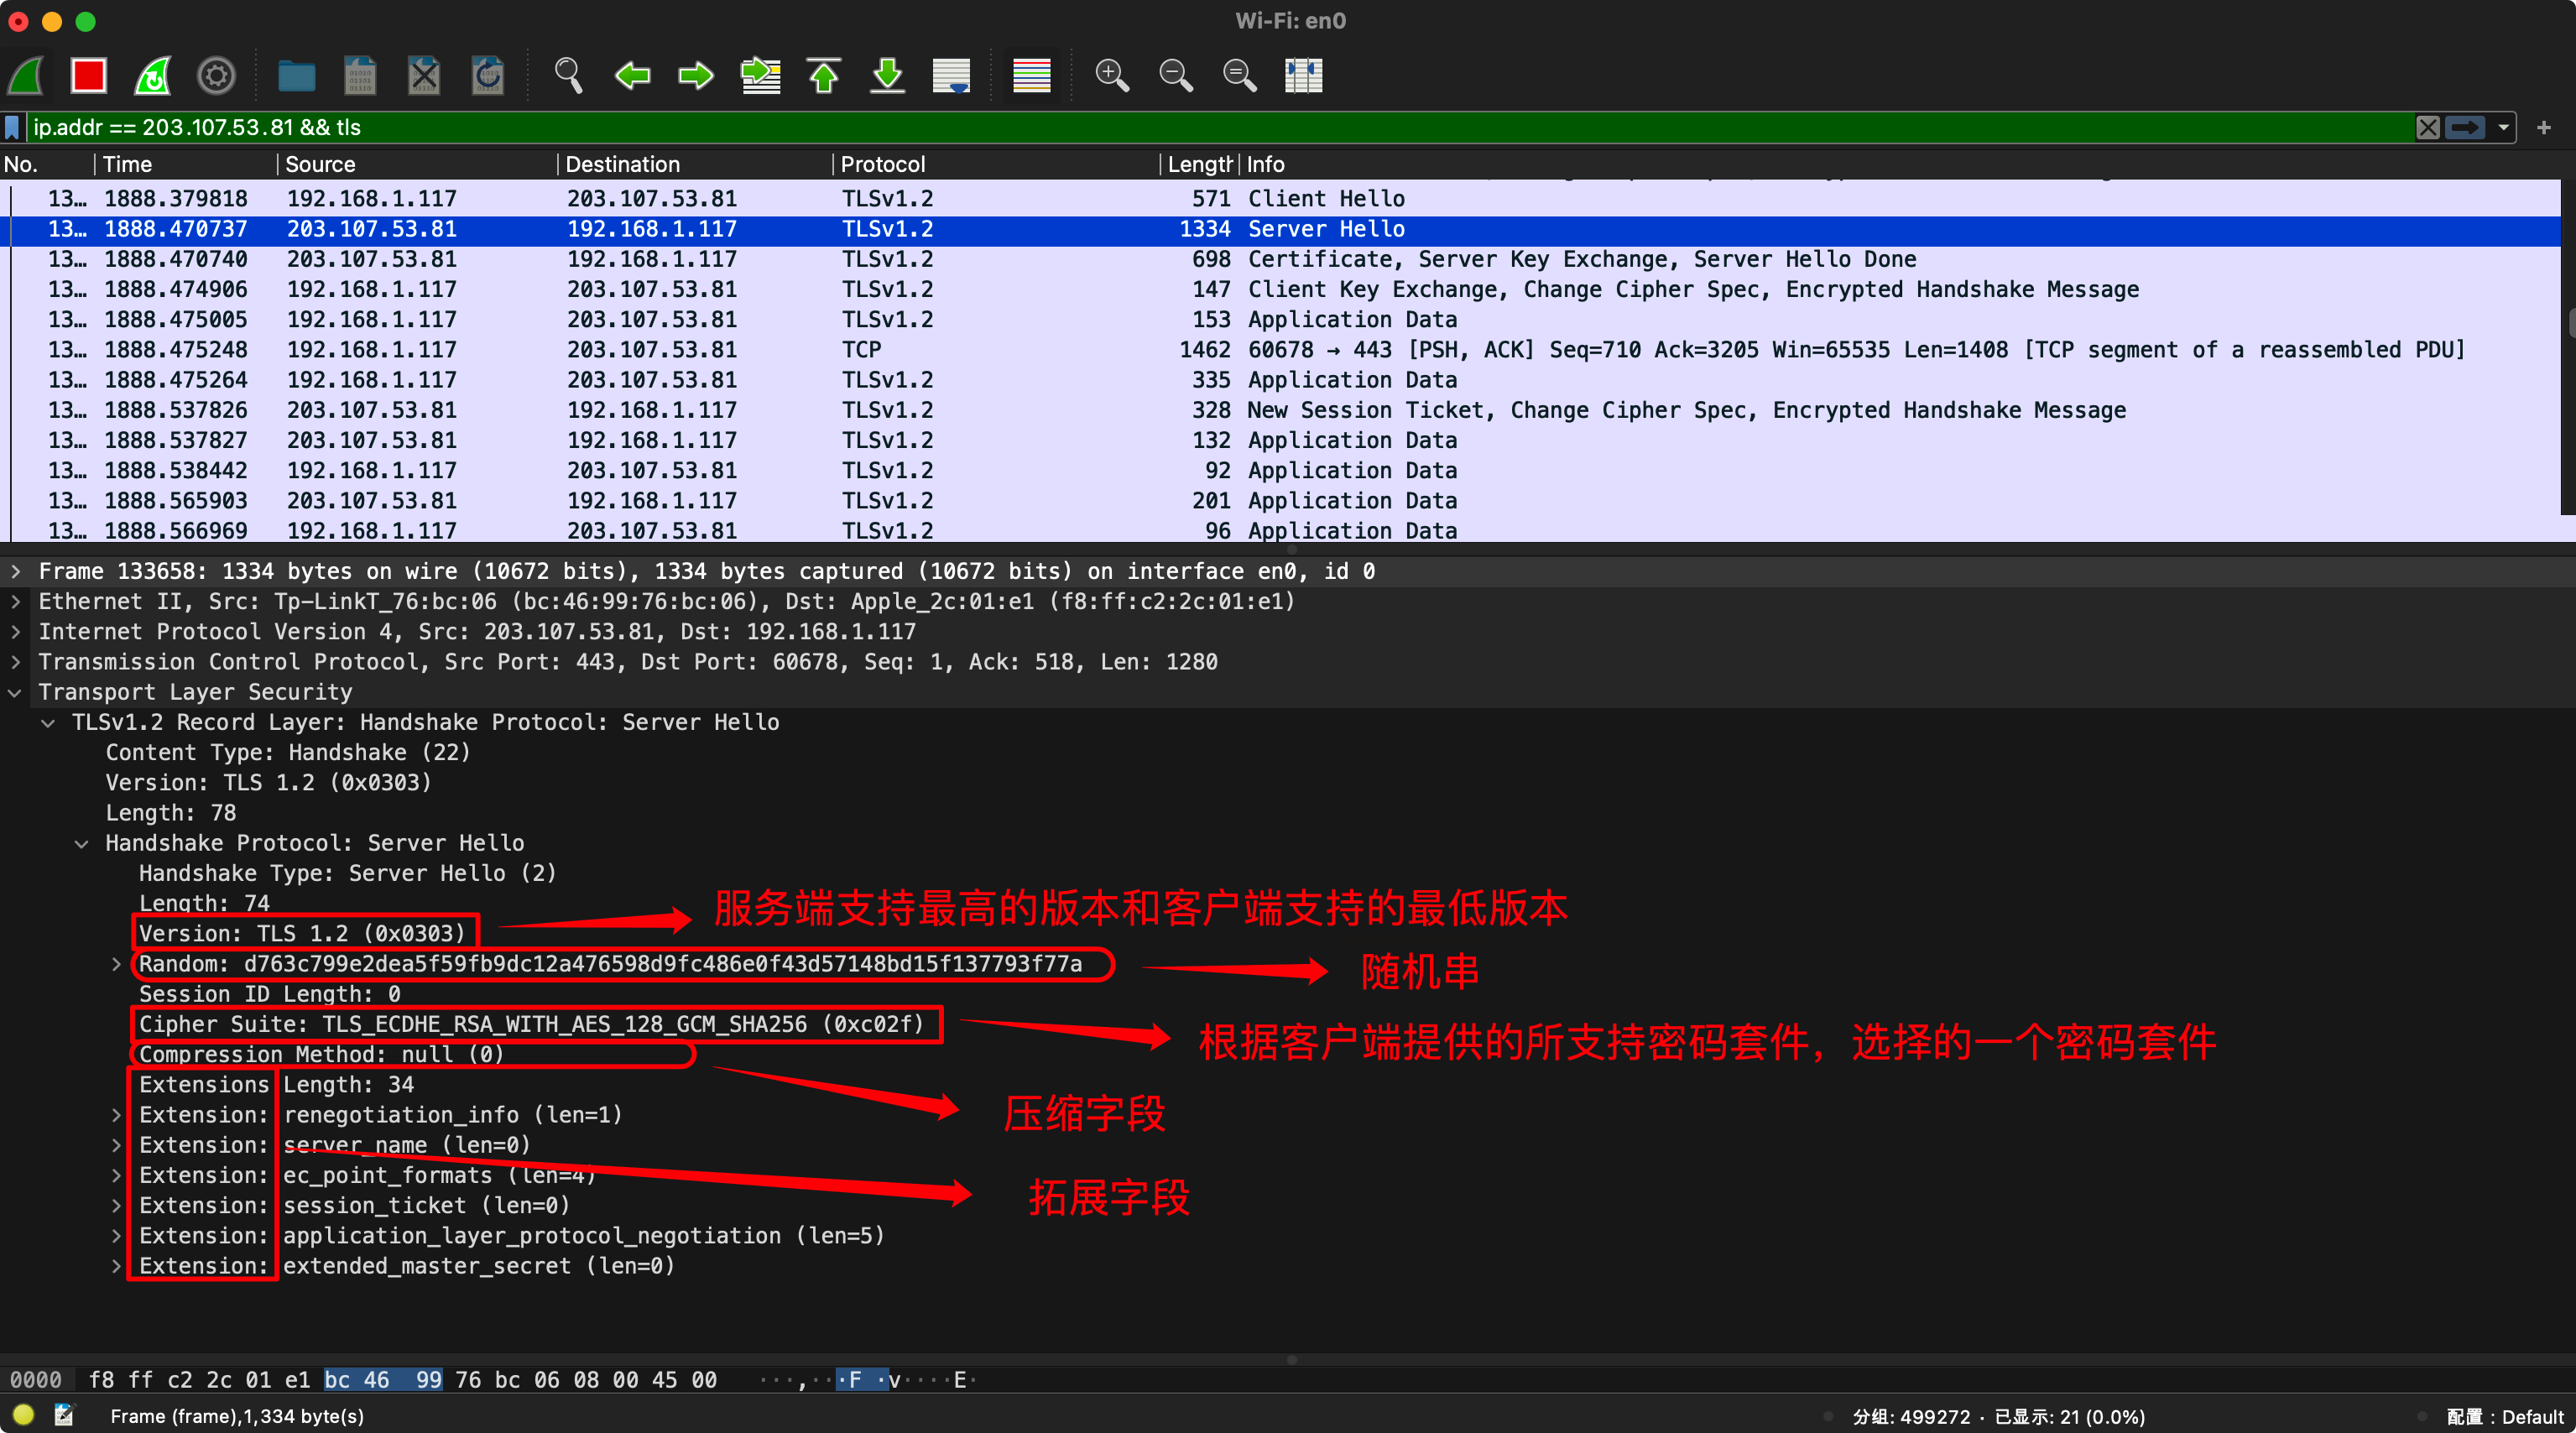 Wi-Fi: en0
ip.addr == 203.107.53.81 && tls
No. Time Source Destination Protocol Length Info
13… 1888.379818 192.168.1.117 203.107.53.81 TLSv1.2 571 Client Hello
13… 1888.470737 203.107.53.81 192.168.1.117 TLSv1.2 1334 Server Hello
13… 1888.470740 203.107.53.81 192.168.1.117 TLSv1.2 698 Certificate, Server Key Exchange, Server Hello Done
13… 1888.474906 192.168.1.117 203.107.53.81 TLSv1.2 147 Client Key Exchange, Change Cipher Spec, Encrypted Handshake Message
13… 1888.475005 192.168.1.117 203.107.53.81 TLSv1.2 153 Application Data
13… 1888.475248 192.168.1.117 203.107.53.81 TCP 1462 60678 → 443 [PSH, ACK] Seq=710 Ack=3205 Win=65535 Len=1408 [TCP segment of a reassembled PDU]
13… 1888.475264 192.168.1.117 203.107.53.81 TLSv1.2 335 Application Data
13… 1888.537826 203.107.53.81 192.168.1.117 TLSv1.2 328 New Session Ticket, Change Cipher Spec, Encrypted Handshake Message
13… 1888.537827 203.107.53.81 192.168.1.117 TLSv1.2 132 Application Data
13… 1888.538442 192.168.1.117 203.107.53.81 TLSv1.2 92 Application Data
13… 1888.565903 203.107.53.81 192.168.1.117 TLSv1.2 201 Application Data
13… 1888.566969 192.168.1.117 203.107.53.81 TLSv1.2 96 Application Data
Frame 133658: 1334 bytes on wire (10672 bits), 1334 bytes captured (10672 bits) on interface en0, id 0
Ethernet II, Src: Tp-LinkT_76:bc:06 (bc:46:99:76:bc:06), Dst: Apple_2c:01:e1 (f8:ff:c2:2c:01:e1)
Internet Protocol Version 4, Src: 203.107.53.81, Dst: 192.168.1.117
Transmission Control Protocol, Src Port: 443, Dst Port: 60678, Seq: 1, Ack: 518, Len: 1280
Transport Layer Security
TLSv1.2 Record Layer: Handshake Protocol: Server Hello
Content Type: Handshake (22)
Version: TLS 1.2 (0x0303)
Length: 78
Handshake Protocol: Server Hello
Handshake Type: Server Hello (2)
Length: 74
服务端支持最高的版本和客户端支持的最低版本
Version: TLS 1.2 (0x0303)
Random: d763c799e2dea5f59fb9dc12a476598d9fc486e0f43d57148bd15f137793f77a
随机串
Session ID Length: 0
Cipher Suite: TLS_ECDHE_RSA_WITH_AES_128_GCM_SHA256 (0xc02f)
根据客户端提供的所支持密码套件，选择的一个密码套件
Compression Method: null (0)
Extensions Length: 34
压缩字段
Extension: renegotiation_info (len=1)
Extension: server_name (len=0)
Extension: ec_point_formats (len=4)
拓展字段
Extension: session_ticket (len=0)
Extension: application_layer_protocol_negotiation (len=5)
Extension: extended_master_secret (len=0)
0000 f8 ff c2 2c 01 e1 bc 46 99 76 bc 06 08 00 45 00 ···,···F·v····E·
Frame (frame),1,334 byte(s)
分组: 499272 · 已显示: 21 (0.0%)
配置：Default